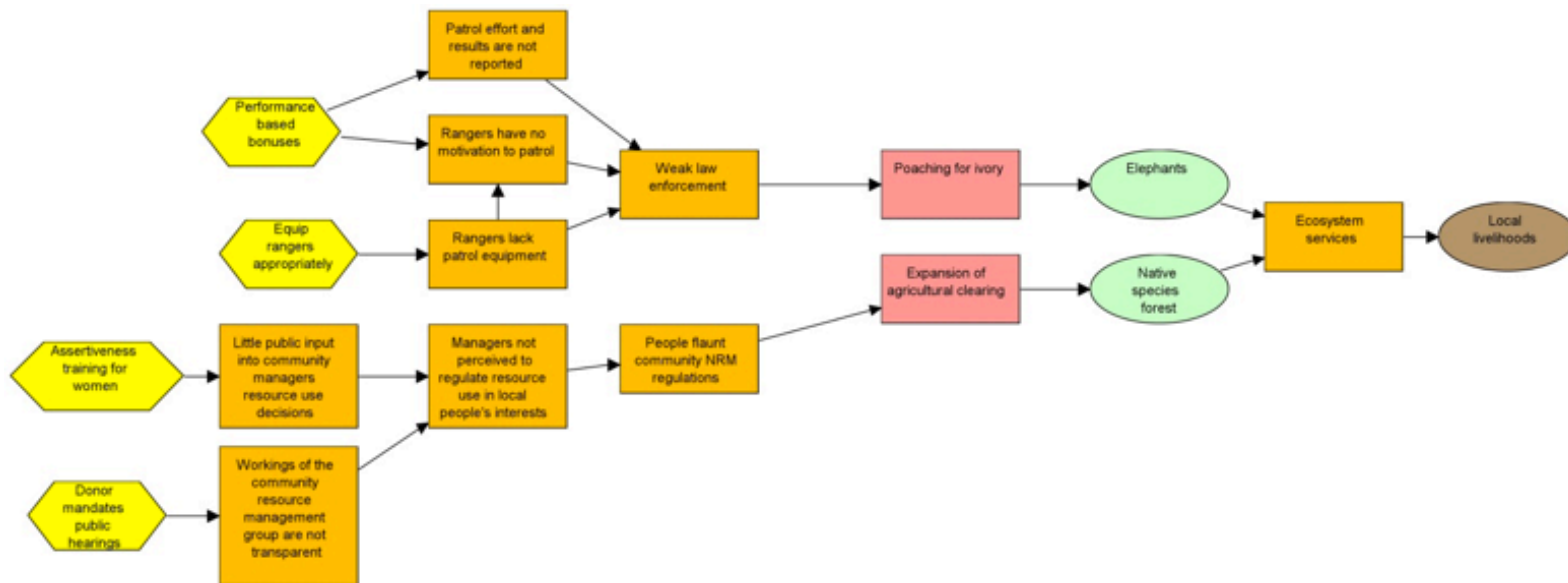 Patrol effort and
results are not
reported
Performance
based
bonuses
Rangers have no
motivation to patrol
Weak law
enforcement
Poaching for ivory
Elephants
Equip
rangers
appropriately
Rangers lack
patrol equipment
Ecosystem
services
Local
livelihoods
Expansion of
agricultural clearing
Native
species
forest
Assertiveness
training for
women
Little public input
into community
managers
resource use
decisions
Managers not
perceived to
regulate resource
use in local
people's interests
People flaunt
community NRM
regulations
Donor
mandates
public
hearings
Workings of the
community
resource
management
group are not
transparent